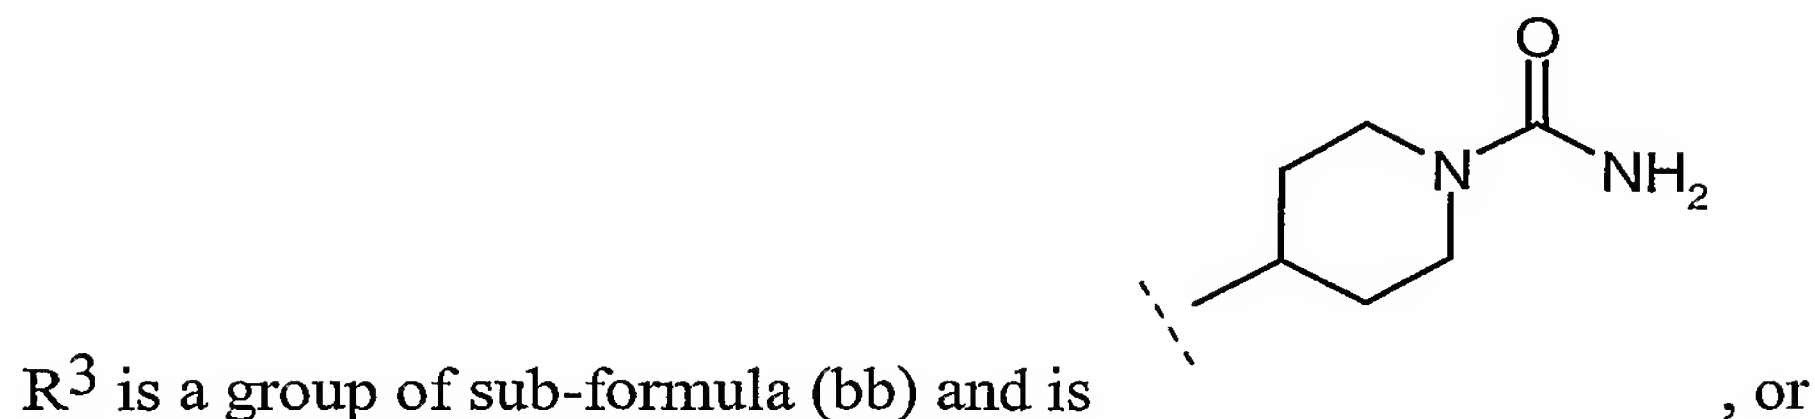 O
N
NH₂
R³ is a group of sub-formula (bb) and is , or